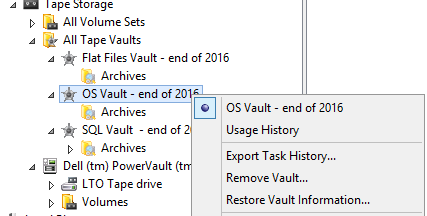 Tape Storage
All Volume Sets
All Tape Vaults
Flat Files Vault - end of 2016
Archives
OS Vault - end of 2016
Archives
SQL Vault - end of 2
Archives
Dell (tm) PowerVault (tm
LTO Tape drive
Volumes
OS Vault - end of 2016
Usage History
Export Task History...
Remove Vault...
Restore Vault Information...